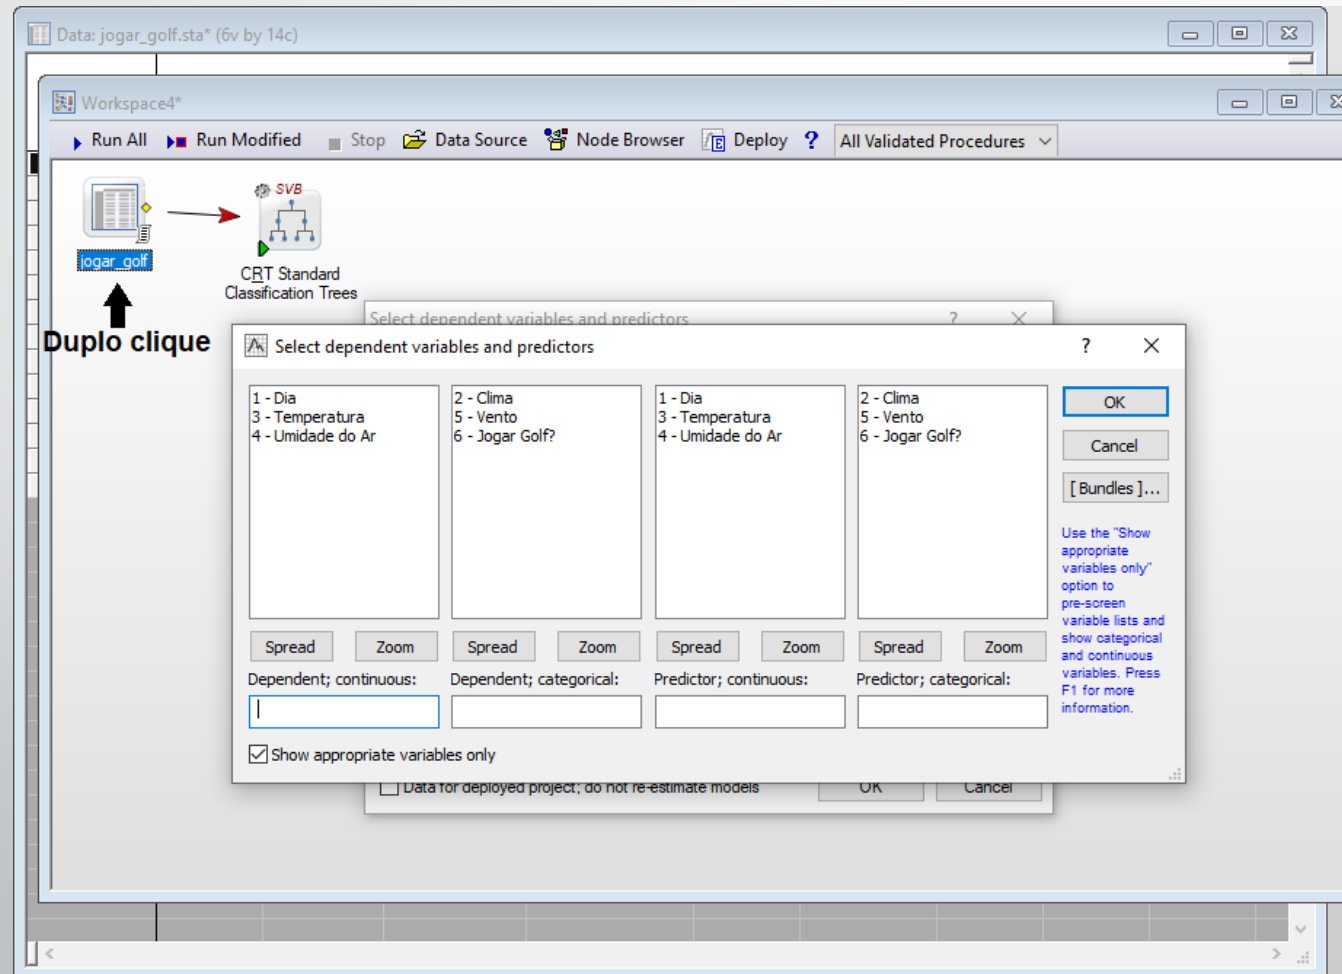 Data: jogar_golf.sta* (6v by 14c)
Workspace4*
Run All Run Modified Stop Data Source Node Browser Deploy ? All Validated Procedures
SVB
jogar_golf
CRT Standard
Classification Trees
Duplo clique
Select dependent variables and predictors ?
Select dependent variables and predictors ?
1 - Dia
3 - Temperatura
4 - Umidade do Ar
2 - Clima
5 - Vento
6 - Jogar Golf?
1 - Dia
3 - Temperatura
4 - Umidade do Ar
2 - Clima
5 - Vento
6 - Jogar Golf?
OK
Cancel
[ Bundles ]...
Use the "Show
appropriate
variables only"
option to
pre-screen
variable lists and
show categorical
and continuous
variables. Press
F1 for more
information.
Spread Zoom Spread Zoom Spread Zoom Spread Zoom
Dependent; continuous: Dependent; categorical: Predictor; continuous: Predictor; categorical:
Show appropriate variables only
Data for deployed project; do not re-estimate models OK Cancel